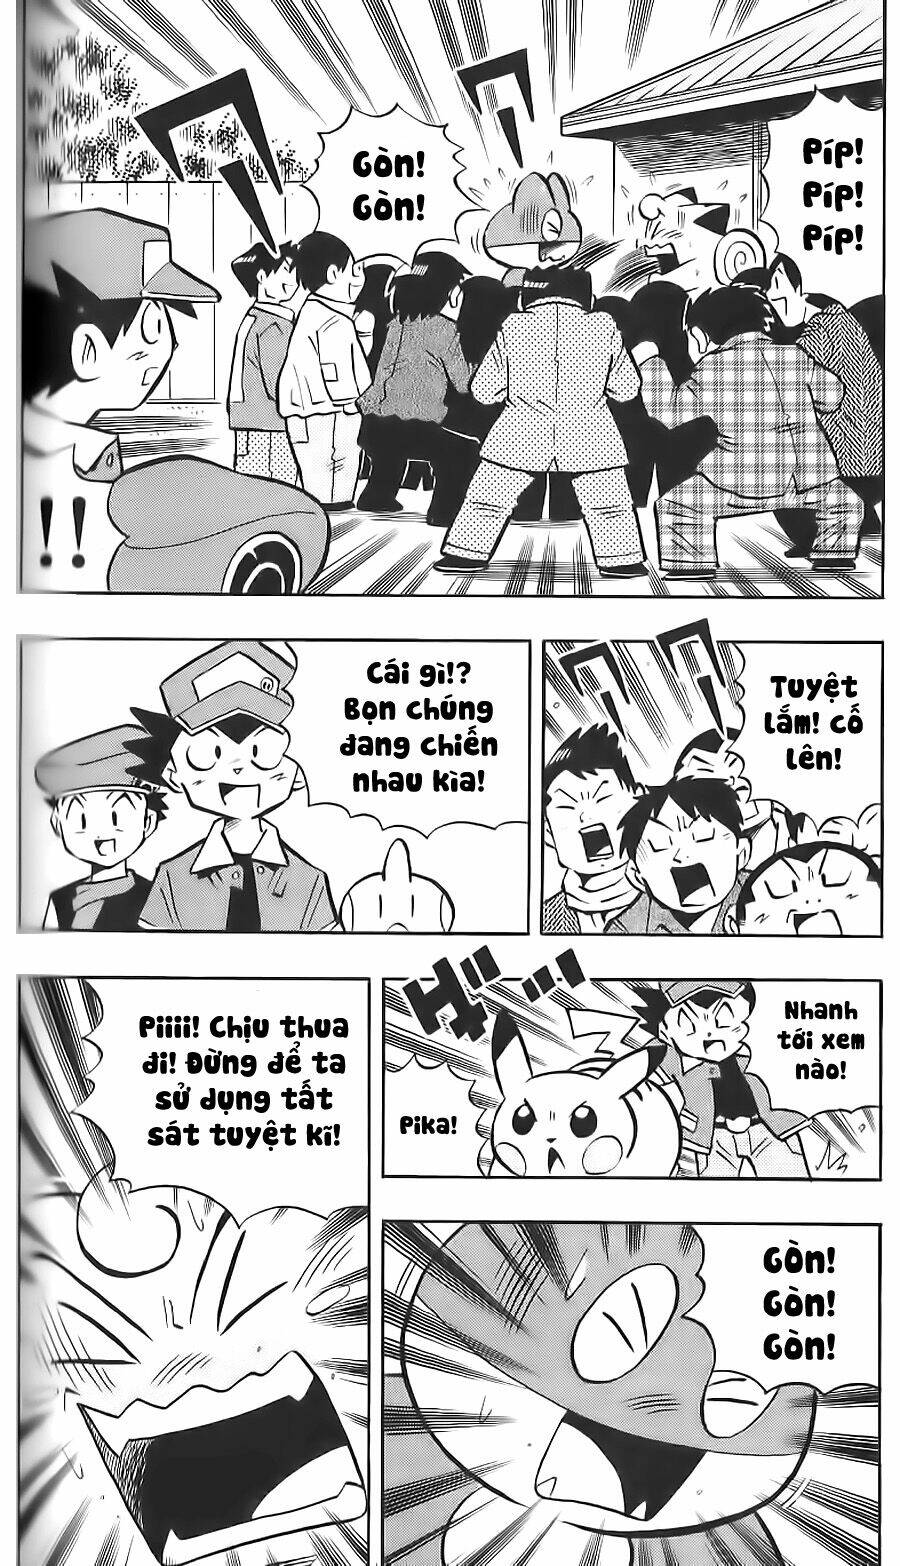 Gòn!
Gòn!
Píp!
Píp!
Píp!
!!
Cái gì!?
Bọn chúng
đang chiến
nhau kìa!
Tuyệt
lắm! Cố
lên!
Piiii! Chịu thua
đi! Đừng để ta
sử dụng tất
sát tuyệt kĩ!
Pika!
Nhanh
tới xem
nào!
Gòn!
Gòn!
Gòn!